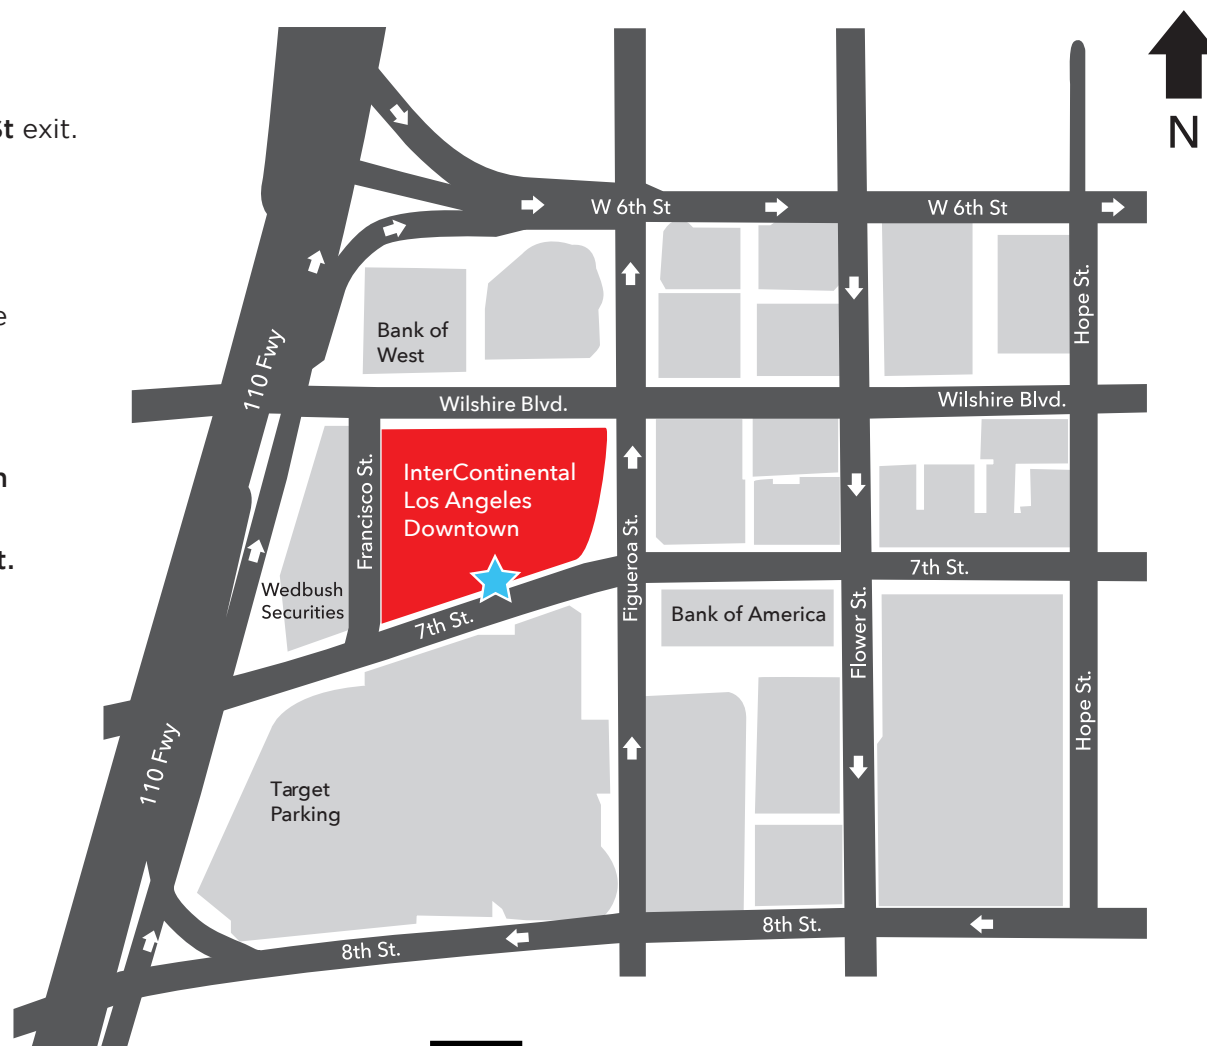 St exit.
N
W 6th St
W 6th St
e
Bank of
West
110 Fwy
Hope St.
Wilshire Blvd.
Wilshire Blvd.
n
InterContinental
Los Angeles
Downtown
Francisco St.
t.
Wedbush
Securities
7th St.
7th St.
Figueroa St.
Bank of America
Flower St.
Hope St.
110 Fwy
Target
Parking
8th St.
8th St.